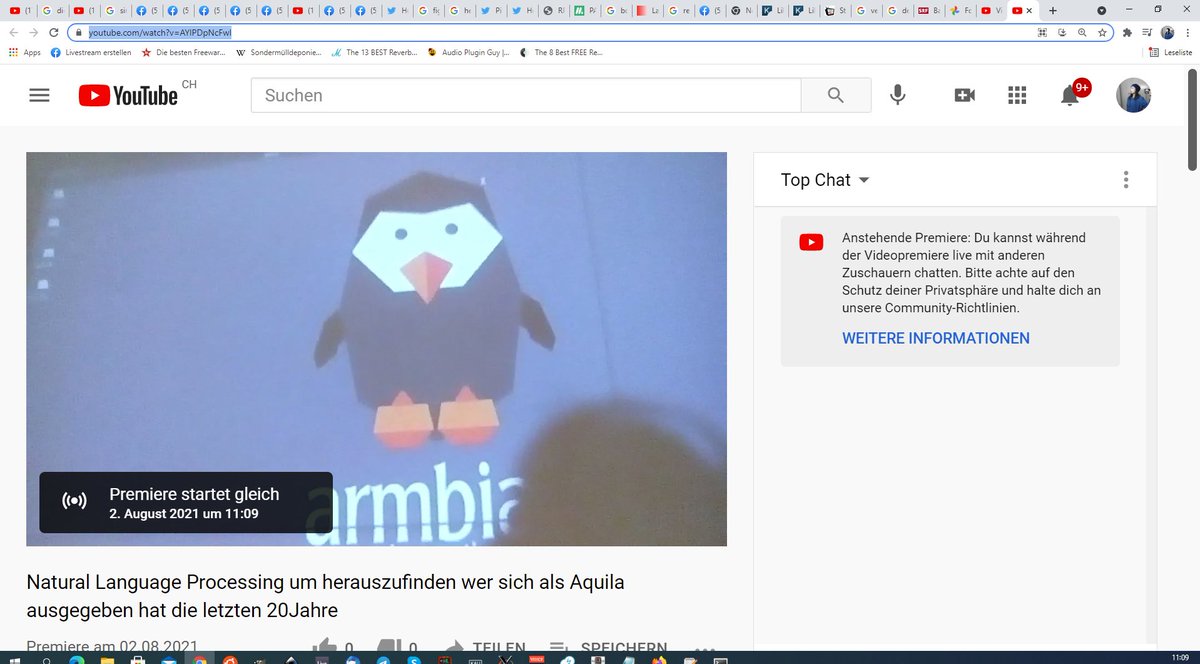 youtube.com/watch?v=AYlPDpNcFwI
Apps
Livestream erstellen
Die besten Freewar...
Sondermülldeponie...
The 13 BEST Reverb...
Audio Plugin Guy |...
The 8 Best FREE Re...
Leseliste
YouTube CH
Suchen
9+
Top Chat
Anstehende Premiere: Du kannst während
der Videopremiere live mit anderen
Zuschauern chatten. Bitte achte auf den
Schutz deiner Privatsphäre und halte dich an
unsere Community-Richtlinien.
WEITERE INFORMATIONEN
armbia
Premiere startet gleich
2. August 2021 um 11:09
Natural Language Processing um herauszufinden wer sich als Aquila
ausgegeben hat die letzten 20Jahre
Premiere am 02.08.2021
0
0
TEILEN
SPEICHERN
11:09